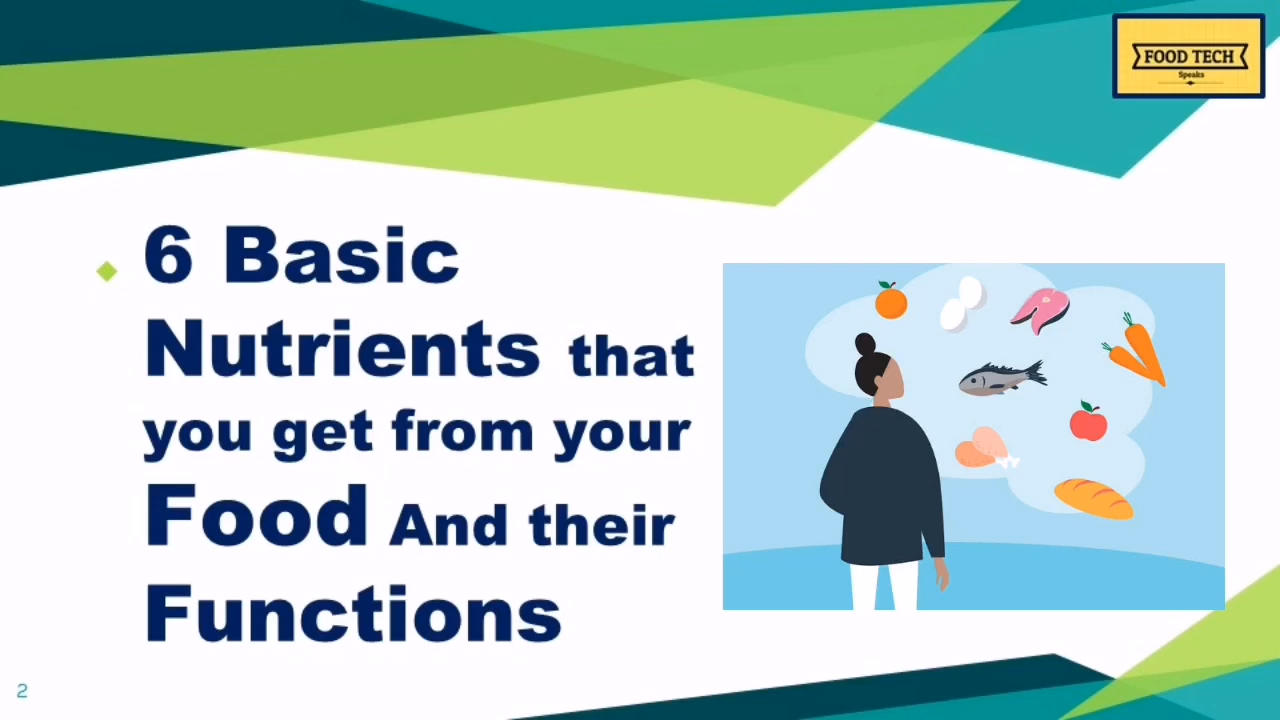 FOOD TECH
Speaks
6 Basic
Nutrients that
you get from your
Food And their
Functions
2